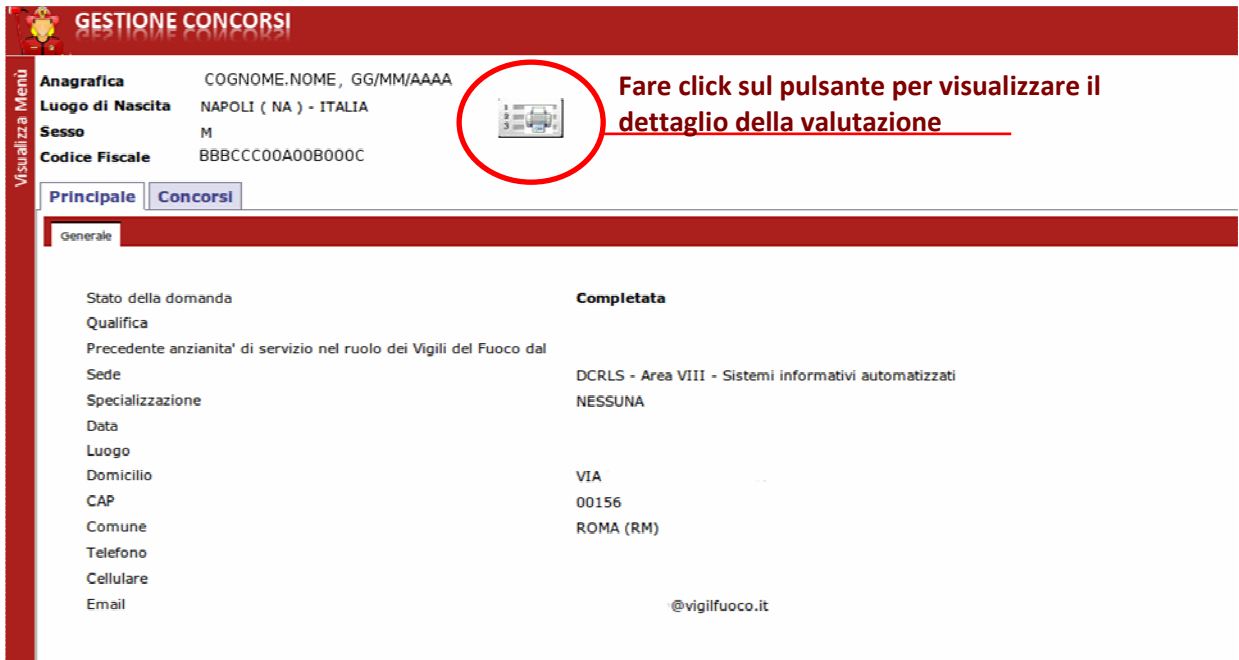 GESTIONE CONCORSI
Visualizza Menù
Anagrafica COGNOME.NOME, GG/MM/AAAA
Luogo di Nascita NAPOLI ( NA ) - ITALIA
Sesso M
Codice Fiscale BBBCCC00A00B000C
1
2
3
Fare click sul pulsante per visualizzare il
dettaglio della valutazione
Principale Concorsi
Generale
Stato della domanda Completata
Qualifica
Precedente anzianita' di servizio nel ruolo dei Vigili del Fuoco dal
Sede DCRLS - Area VIII - Sistemi informativi automatizzati
Specializzazione NESSUNA
Data
Luogo
Domicilio VIA
CAP 00156
Comune ROMA (RM)
Telefono
Cellulare
Email @vigilfuoco.it